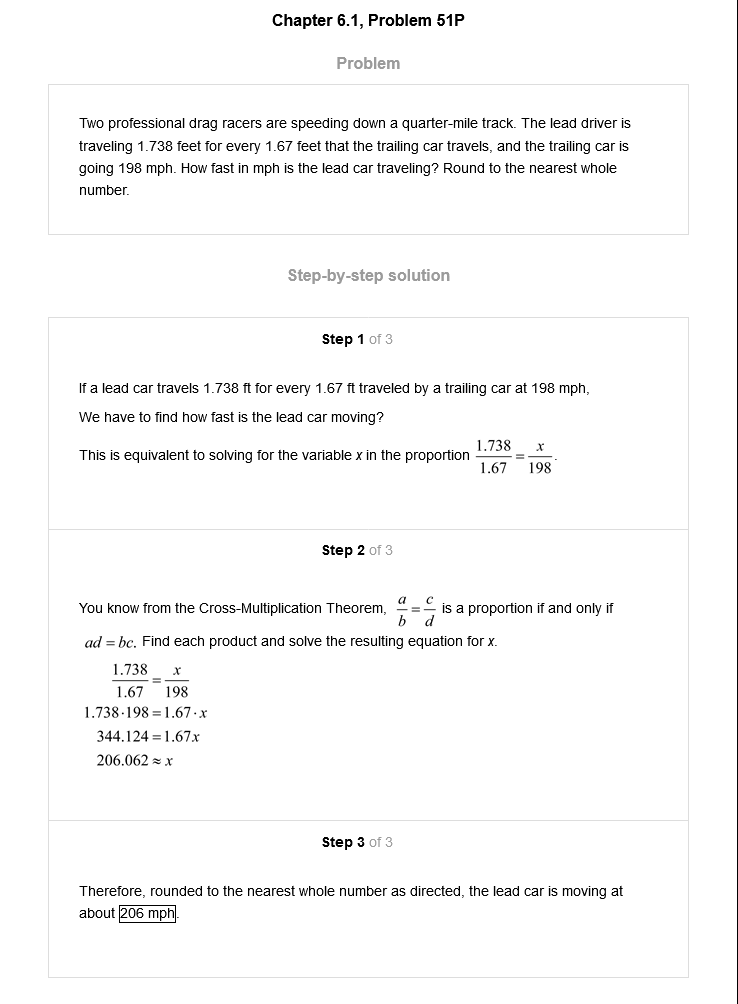 Chapter 6.1, Problem 51P
Problem
Two professional drag racers are speeding down a quarter-mile track. The lead driver is
traveling 1.738 feet for every 1.67 feet that the trailing car travels, and the trailing car is
going 198 mph. How fast in mph is the lead car traveling? Round to the nearest whole
number.
Step-by-step solution
Step 1 of 3
If a lead car travels 1.738 ft for every 1.67 ft traveled by a trailing car at 198 mph,
We have to find how fast is the lead car moving?
This is equivalent to solving for the variable x in the proportion 1.738/1.67 = x/198.
Step 2 of 3
You know from the Cross-Multiplication Theorem, a/b = c/d is a proportion if and only if
ad = bc. Find each product and solve the resulting equation for x.
1.738/1.67 = x/198
1.738·198 = 1.67·x
344.124 = 1.67x
206.062 ≈ x
Step 3 of 3
Therefore, rounded to the nearest whole number as directed, the lead car is moving at
about 206 mph.